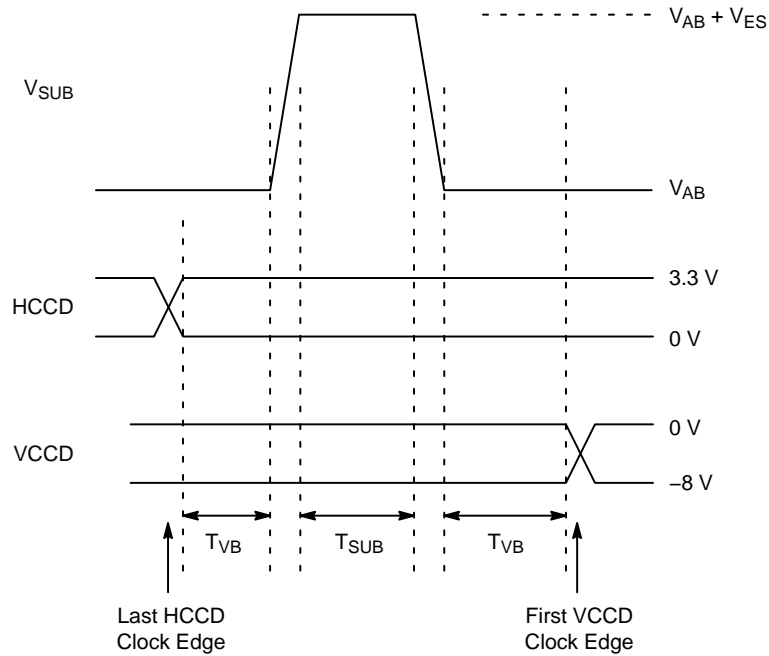 V_AB + V_ES
V_SUB
V_AB
3.3 V
HCCD
0 V
0 V
VCCD
−8 V
T_VB
T_SUB
T_VB
Last HCCD
Clock Edge
First VCCD
Clock Edge